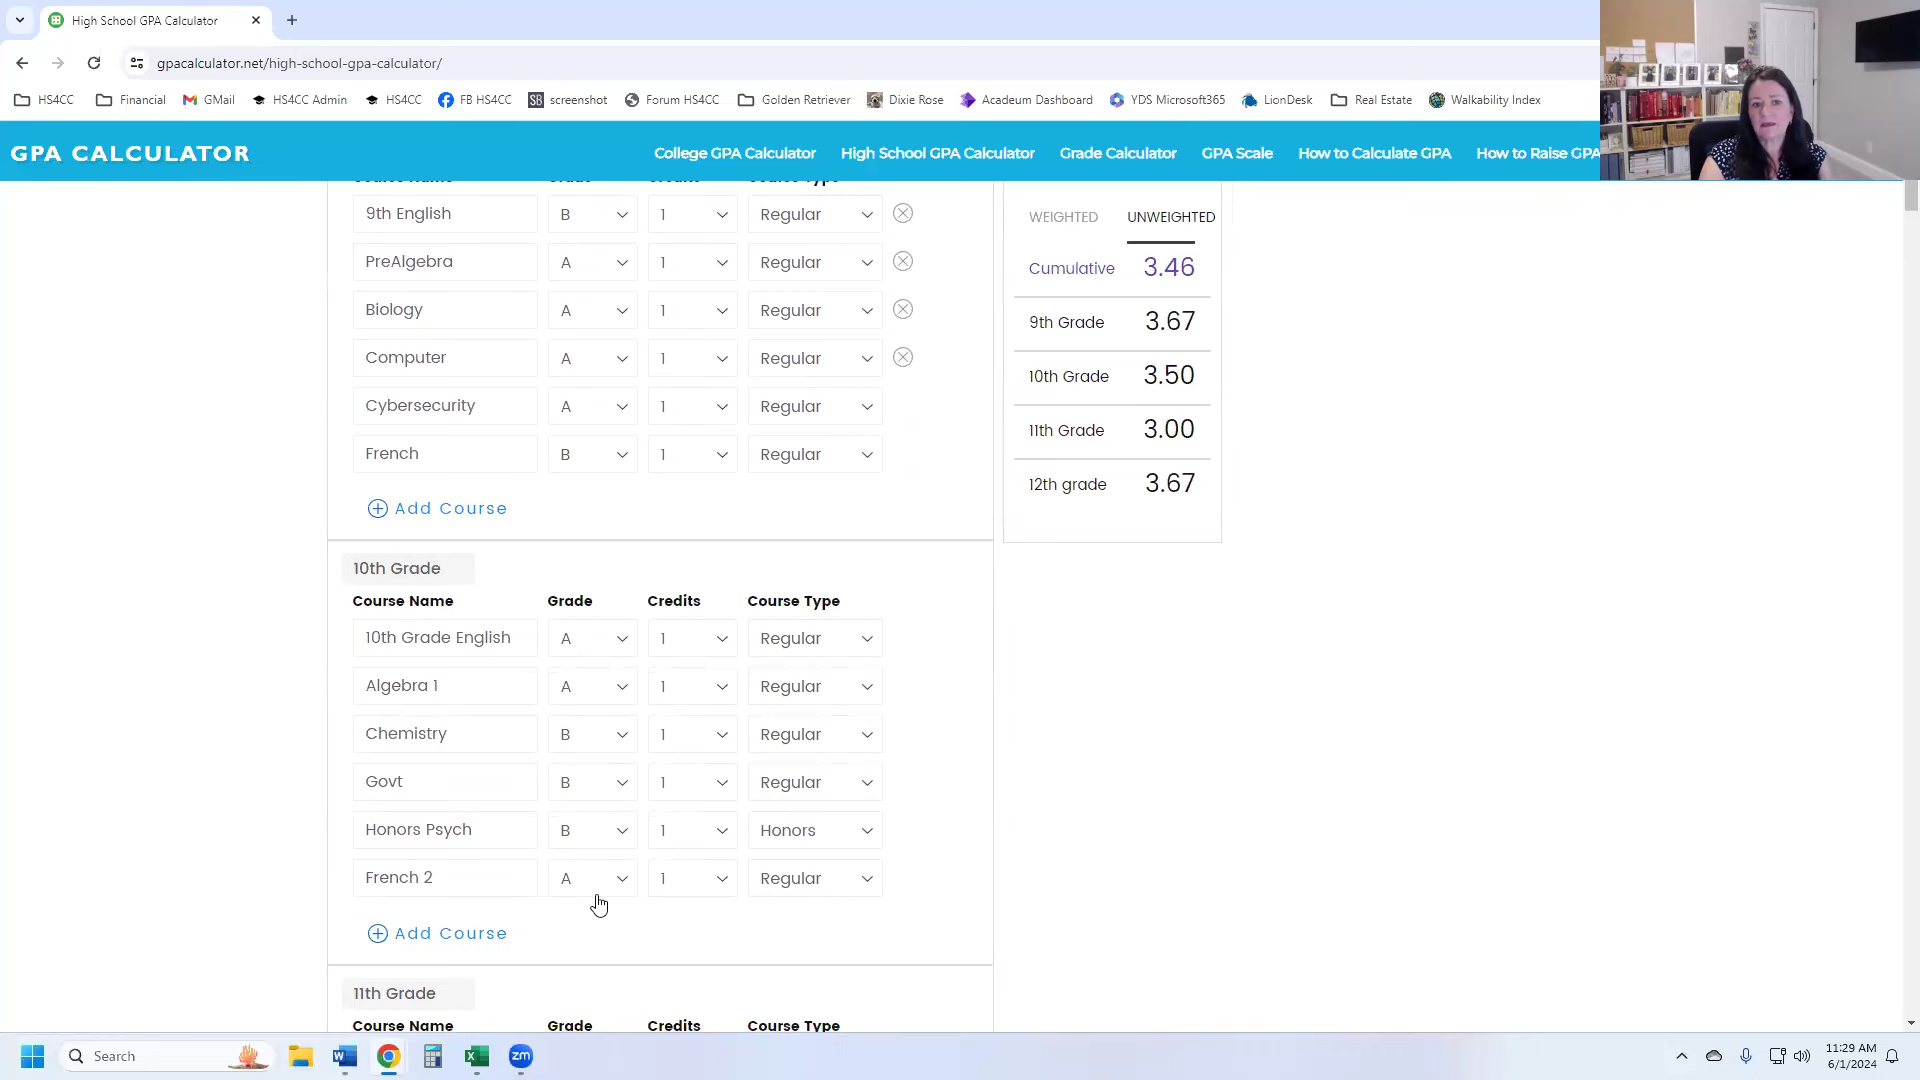 High School GPA Calculator
gpacalculator.net/high-school-gpa-calculator/
HS4CC Financial GMail HS4CC Admin HS4CC FB HS4CC SB screenshot Forum HS4CC Golden Retriever Dixie Rose Acadeum Dashboard YDS Microsoft365 LionDesk Real Estate Walkability Index
GPA CALCULATOR
College GPA Calculator High School GPA Calculator Grade Calculator GPA Scale How to Calculate GPA How to Raise GPA
9th English B 1 Regular
PreAlgebra A 1 Regular
Biology A 1 Regular
Computer A 1 Regular
Cybersecurity A 1 Regular
French B 1 Regular
Add Course
WEIGHTED UNWEIGHTED
Cumulative 3.46
9th Grade 3.67
10th Grade 3.50
11th Grade 3.00
12th grade 3.67
10th Grade
Course Name Grade Credits Course Type
10th Grade English A 1 Regular
Algebra 1 A 1 Regular
Chemistry B 1 Regular
Govt B 1 Regular
Honors Psych B 1 Honors
French 2 A 1 Regular
Add Course
11th Grade
Course Name Grade Credits Course Type
Search
zm
11:29 AM
6/1/2024